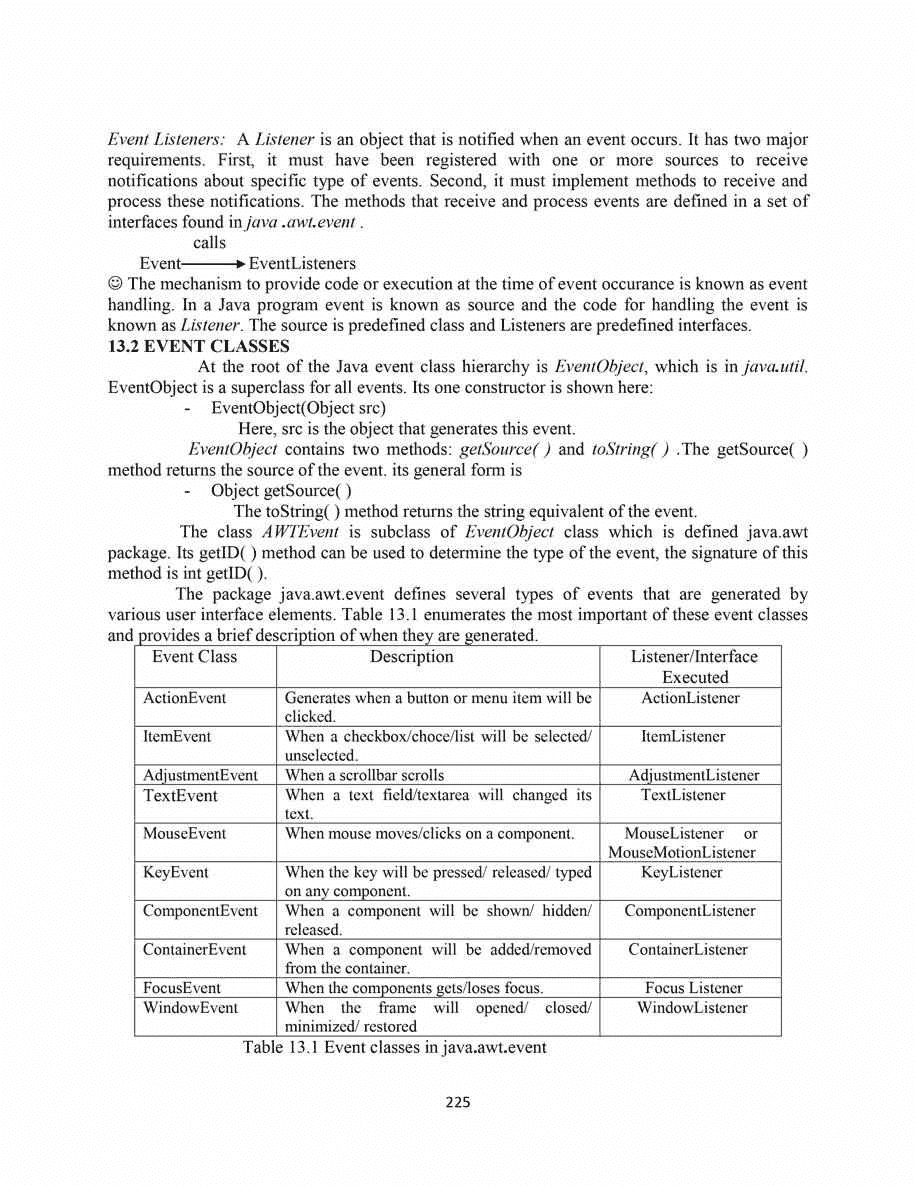 Event Listeners: A Listener is an object that is notified when an event occurs. It has two major
requirements. First, it must have been registered with one or more sources to receive
notifications about specific type of events. Second, it must implement methods to receive and
process these notifications. The methods that receive and process events are defined in a set of
interfaces found in java .awt.event .
calls
Event→EventListeners
☺ The mechanism to provide code or execution at the time of event occurance is known as event
handling. In a Java program event is known as source and the code for handling the event is
known as Listener. The source is predefined class and Listeners are predefined interfaces.
13.2 EVENT CLASSES
At the root of the Java event class hierarchy is EventObject, which is in java.util.
EventObject is a superclass for all events. Its one constructor is shown here:
- EventObject(Object src)
Here, src is the object that generates this event.
EventObject contains two methods: getSource( ) and toString( ) .The getSource( )
method returns the source of the event. its general form is
- Object getSource( )
The toString( ) method returns the string equivalent of the event.
The class AWTEvent is subclass of EventObject class which is defined java.awt
package. Its getID( ) method can be used to determine the type of the event, the signature of this
method is int getID( ).
The package java.awt.event defines several types of events that are generated by
various user interface elements. Table 13.1 enumerates the most important of these event classes
and provides a brief description of when they are generated.
Event Class Description Listener/Interface
Executed
ActionEvent Generates when a button or menu item will be ActionListener
clicked.
ItemEvent When a checkbox/choce/list will be selected/ ItemListener
unselected.
AdjustmentEvent When a scrollbar scrolls AdjustmentListener
TextEvent When a text field/textarea will changed its TextListener
text.
MouseEvent When mouse moves/clicks on a component. MouseListener or
MouseMotionListener
KeyEvent When the key will be pressed/ released/ typed KeyListener
on any component.
ComponentEvent When a component will be shown/ hidden/ ComponentListener
released.
ContainerEvent When a component will be added/removed ContainerListener
from the container.
FocusEvent When the components gets/loses focus. Focus Listener
WindowEvent When the frame will opened/ closed/ WindowListener
minimized/ restored
Table 13.1 Event classes in java.awt.event
225